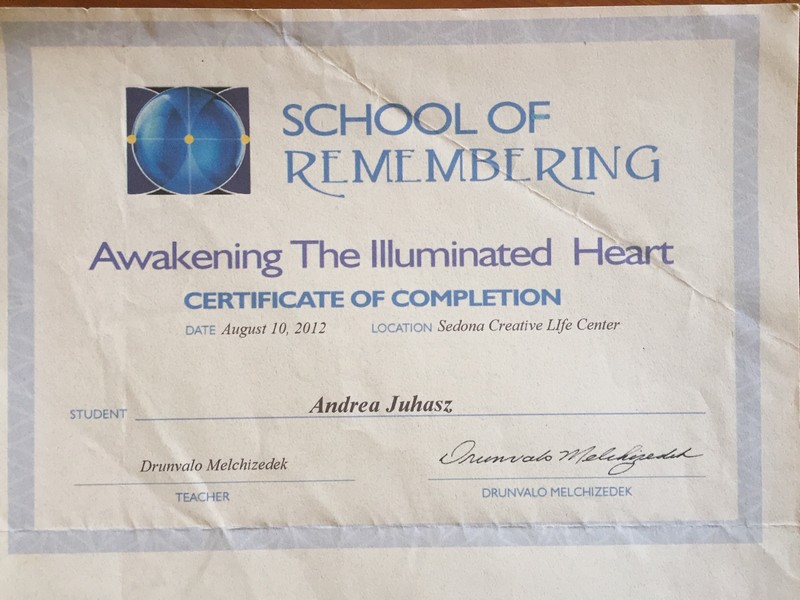 SCHOOL OF
REMEMBERING
Awakening The Illuminated Heart
CERTIFICATE OF COMPLETION
DATE August 10, 2012 LOCATION Sedona Creative LIfe Center
STUDENT Andrea Juhasz
Drunvalo Melchizedek Drunvalo Melchizedek
TEACHER DRUNVALO MELCHIZEDEK